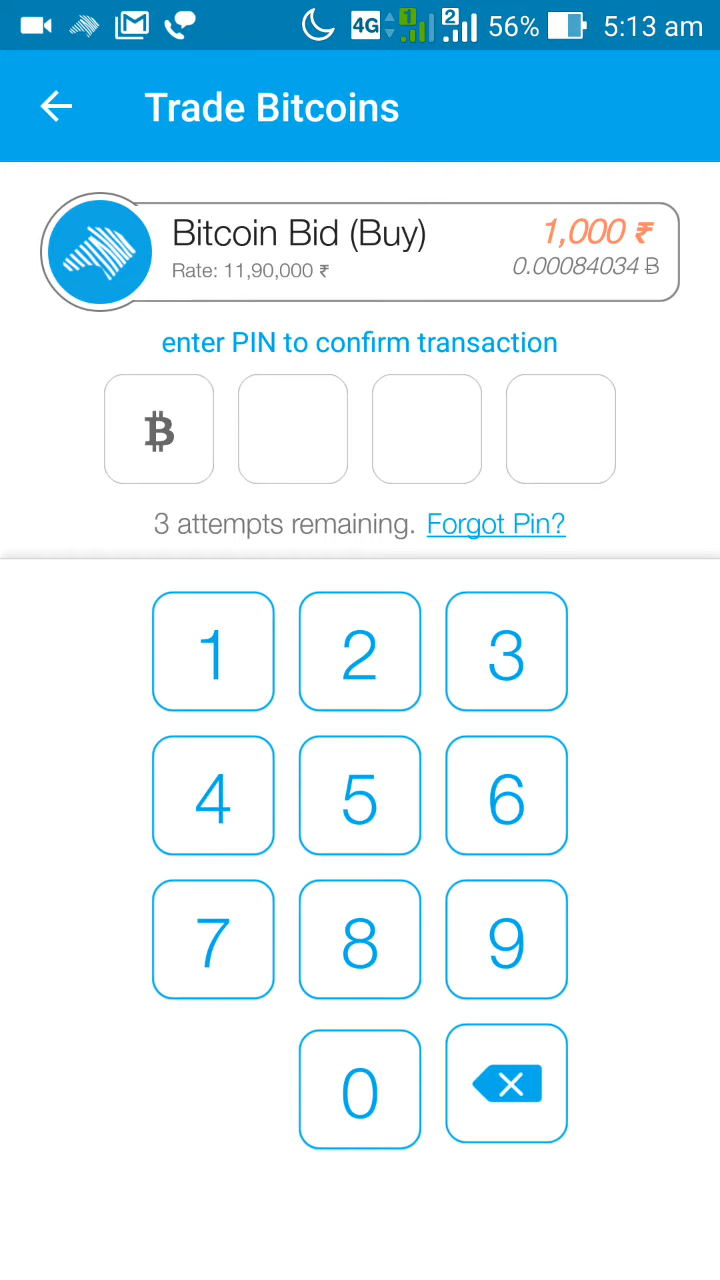 4G 1 2 56% 5:13 am
Trade Bitcoins
Bitcoin Bid (Buy) 1,000 ₹
Rate: 11,90,000 ₹ 0.00084034 Ƀ
enter PIN to confirm transaction
₿
3 attempts remaining. Forgot Pin?
1 2 3
4 5 6
7 8 9
0